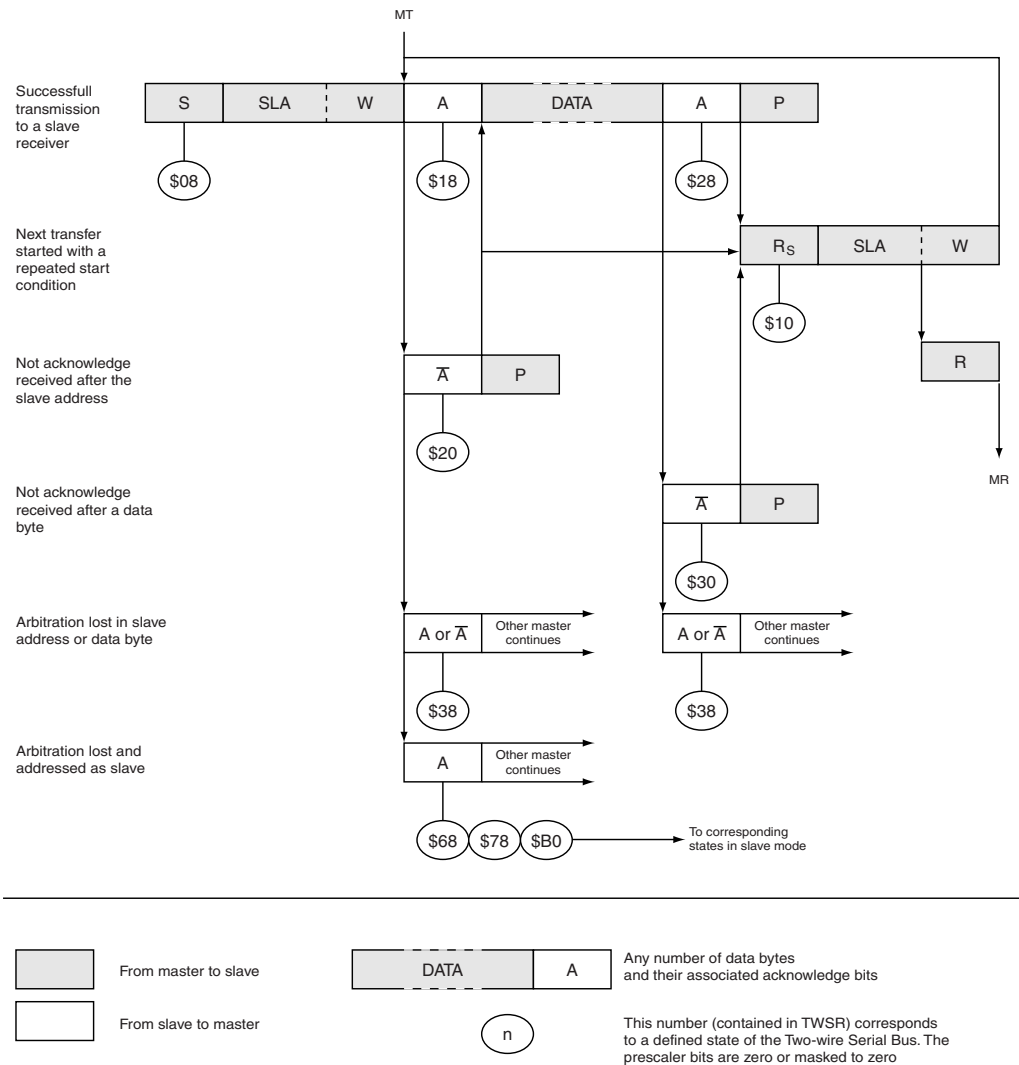 MT
Successfull
transmission
to a slave
receiver
S SLA W A DATA A P
$08 $18 $28
Next transfer
started with a
repeated start
condition
RS SLA W
$10
Not acknowledge
received after the
slave address
A̅ P
R
$20
MR
Not acknowledge
received after a data
byte
A̅ P
$30
Arbitration lost in slave
address or data byte
A or A̅ Other master
continues
A or A̅ Other master
continues
$38 $38
Arbitration lost and
addressed as slave
A Other master
continues
$68 $78 $B0 To corresponding
states in slave mode
From master to slave
DATA A Any number of data bytes
and their associated acknowledge bits
From slave to master
n This number (contained in TWSR) corresponds
to a defined state of the Two-wire Serial Bus. The
prescaler bits are zero or masked to zero